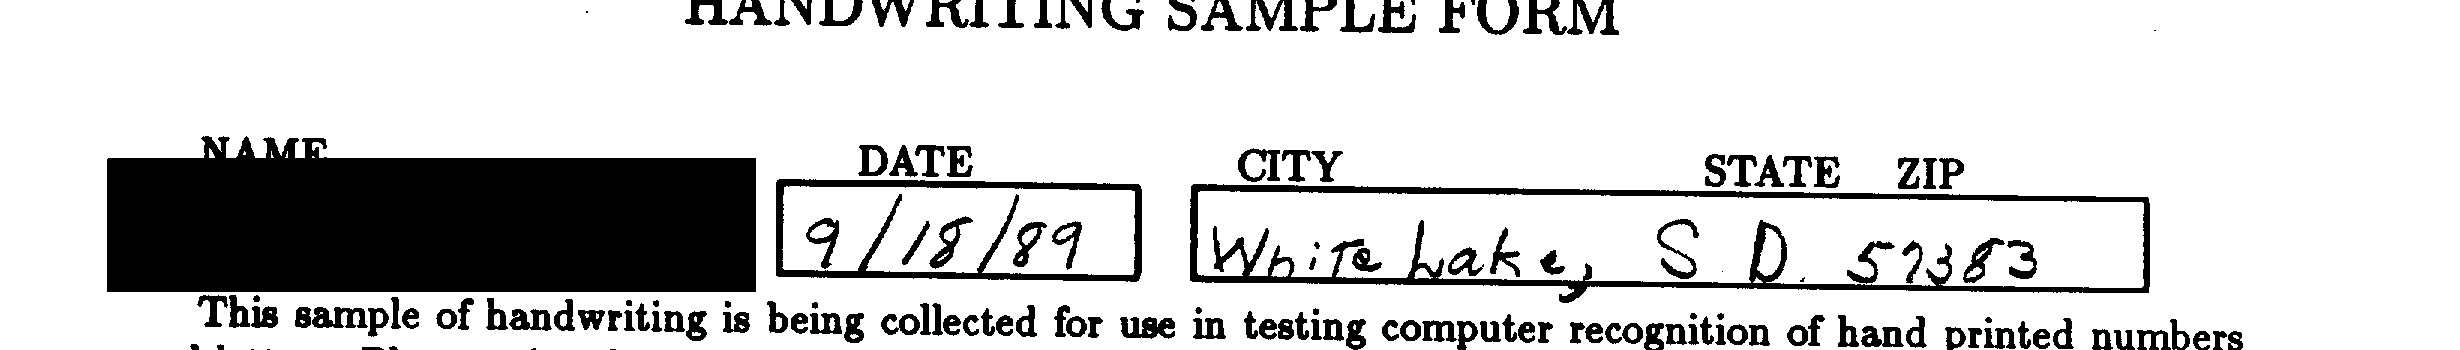 HANDWRITING SAMPLE FORM
NAME DATE CITY STATE ZIP
9/18/89 White Lake, S D. 57383
This sample of handwriting is being collected for use in testing computer recognition of hand printed numbers